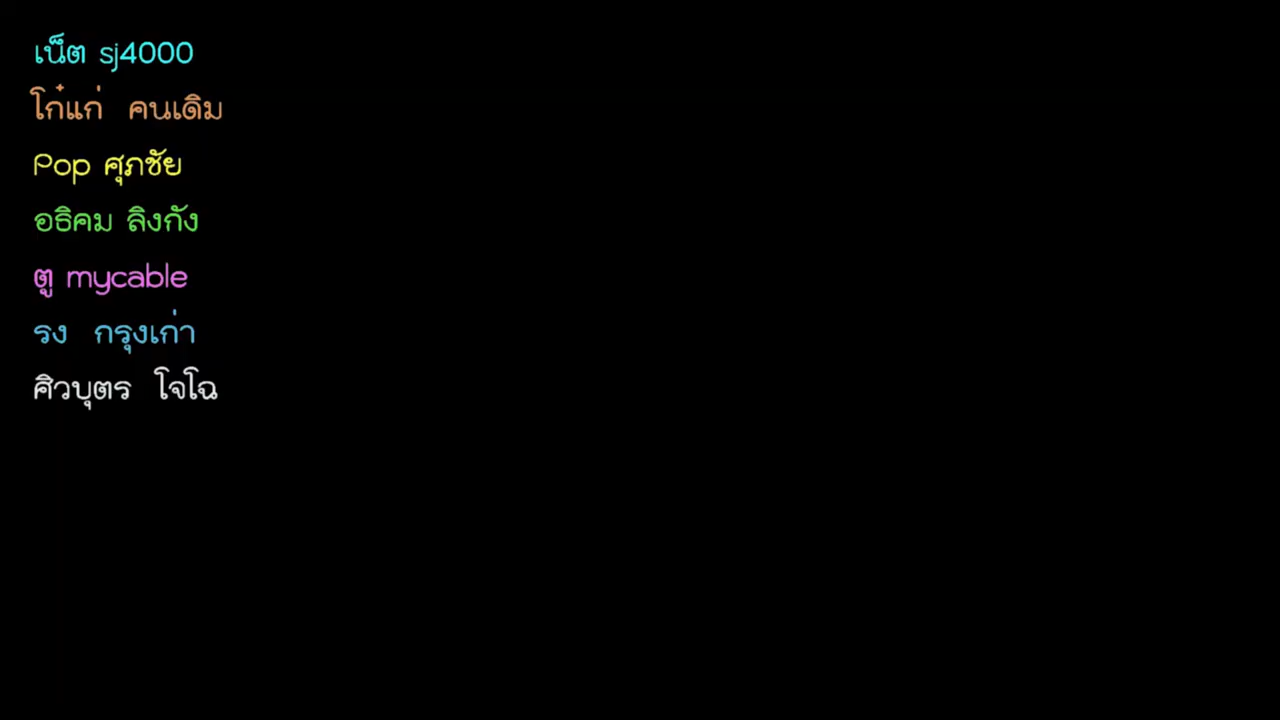 เน็ต sj4000
โก๋แก่ คนเดิม
Pop ศุภชัย
อธิคม ลิงกัง
ตู mycable
รง กรุงเก่า
ศิวบุตร โจโฉ